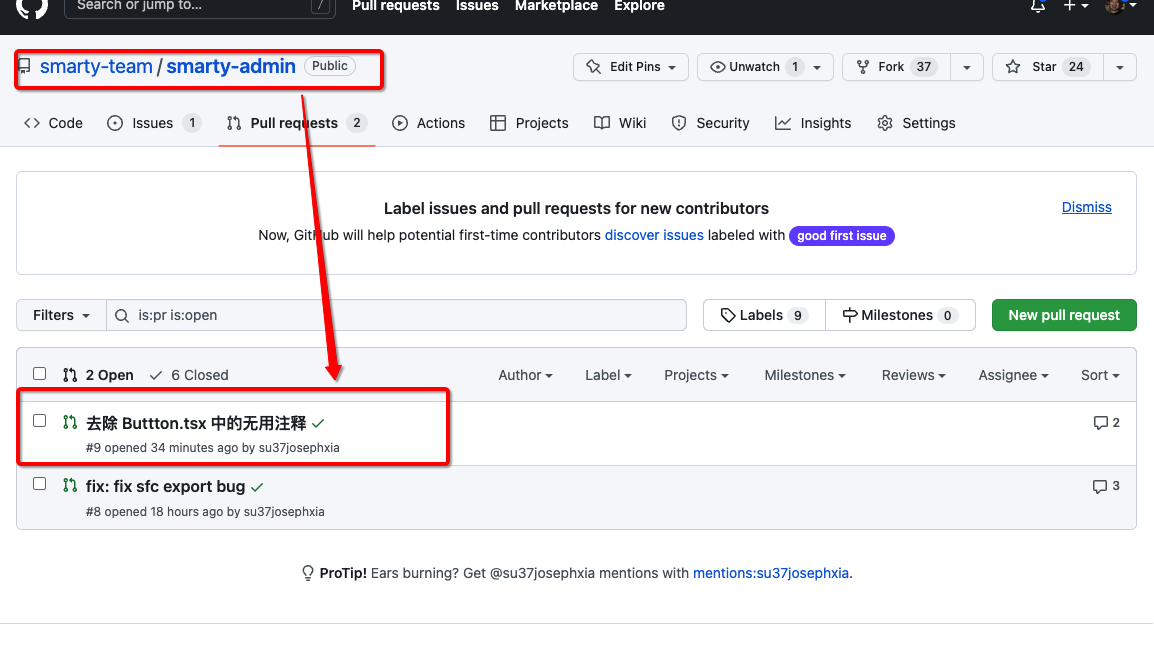 Search or jump to... /
Pull requests Issues Marketplace Explore
smarty-team / smarty-admin Public
Edit Pins Unwatch 1 Fork 37 Star 24
Code Issues 1 Pull requests 2 Actions Projects Wiki Security Insights Settings
Label issues and pull requests for new contributors
Dismiss
Now, GitHub will help potential first-time contributors discover issues labeled with good first issue
Filters is:pr is:open Labels 9 Milestones 0 New pull request
2 Open 6 Closed Author Label Projects Milestones Reviews Assignee Sort
去除 Buttton.tsx 中的无用注释 2
#9 opened 34 minutes ago by su37josephxia
fix: fix sfc export bug 3
#8 opened 18 hours ago by su37josephxia
ProTip! Ears burning? Get @su37josephxia mentions with mentions:su37josephxia.